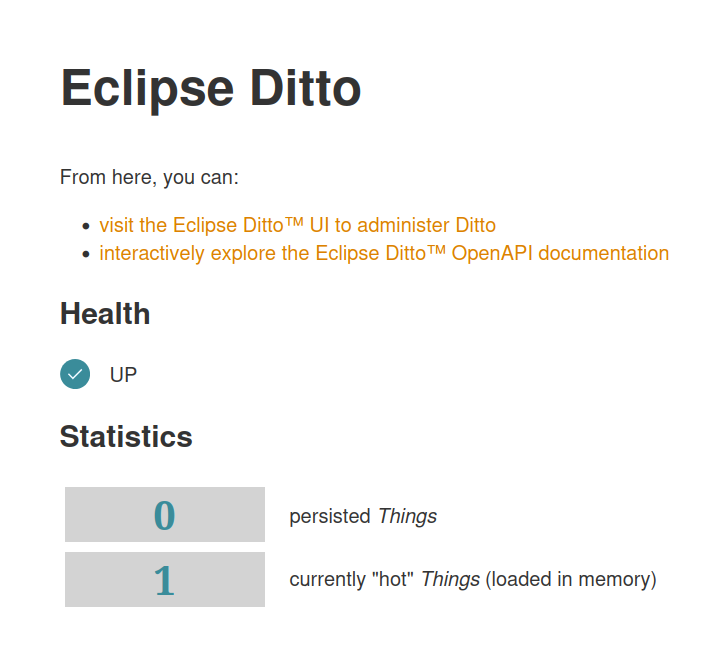 Eclipse Ditto
From here, you can:
• visit the Eclipse Ditto™ UI to administer Ditto
• interactively explore the Eclipse Ditto™ OpenAPI documentation
Health
UP
Statistics
0 persisted Things
1 currently "hot" Things (loaded in memory)